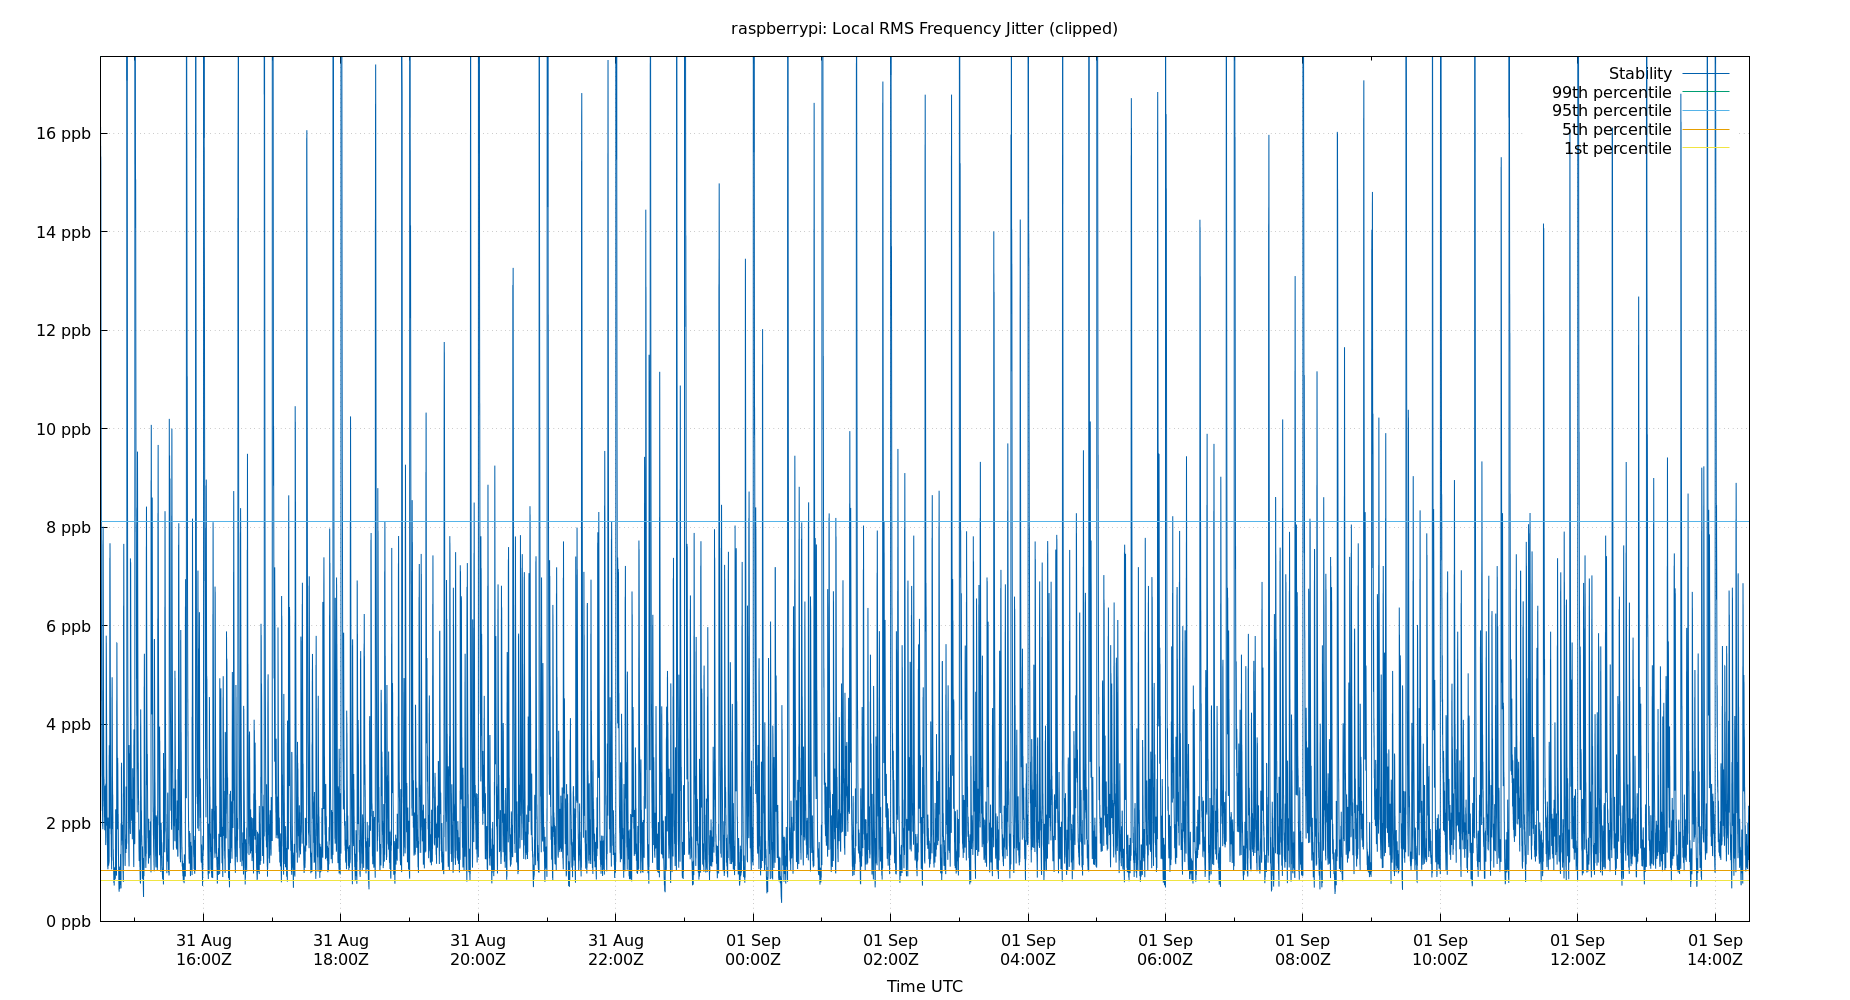 raspberrypi: Local RMS Frequency Jitter (clipped)
Stability
99th percentile
95th percentile
5th percentile
1st percentile
16 ppb
14 ppb
12 ppb
10 ppb
8 ppb
6 ppb
4 ppb
2 ppb
0 ppb
31 Aug 31 Aug 31 Aug 31 Aug 01 Sep 01 Sep 01 Sep 01 Sep 01 Sep 01 Sep 01 Sep 01 Sep
16:00Z 18:00Z 20:00Z 22:00Z 00:00Z 02:00Z 04:00Z 06:00Z 08:00Z 10:00Z 12:00Z 14:00Z
Time UTC